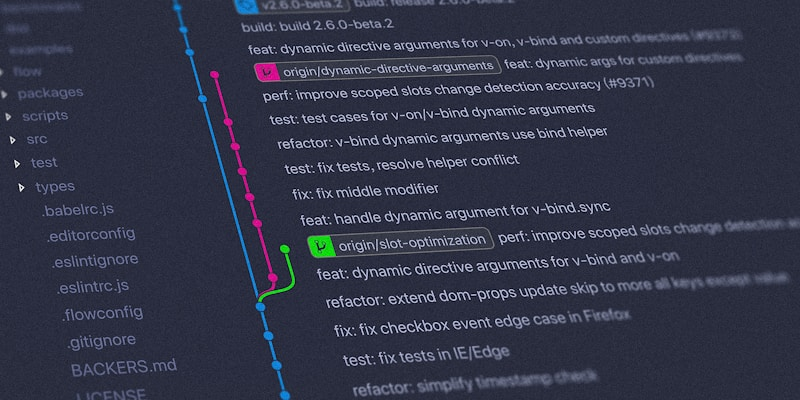 examples
flow
packages
scripts
src
test
types
.babelrc.js
.editorconfig
.eslintignore
.eslintrc.js
.flowconfig
.gitignore
BACKERS.md
LICENSE
v2.6.0-beta.2 build: release 2.6.0-beta.2
build: build 2.6.0-beta.2
feat: dynamic directive arguments for v-on, v-bind and custom directives (#9373)
origin/dynamic-directive-arguments feat: dynamic args for custom directives
perf: improve scoped slots change detection accuracy (#9371)
test: test cases for v-on/v-bind dynamic arguments
refactor: v-bind dynamic arguments use bind helper
test: fix tests, resolve helper conflict
fix: fix middle modifier
feat: handle dynamic argument for v-bind.sync
origin/slot-optimization perf: improve scoped slots change detection
feat: dynamic directive arguments for v-bind and v-on
refactor: extend dom-props update skip to more all keys except value
fix: fix checkbox event edge case in Firefox
test: fix tests in IE/Edge
refactor: simplify timestamp check